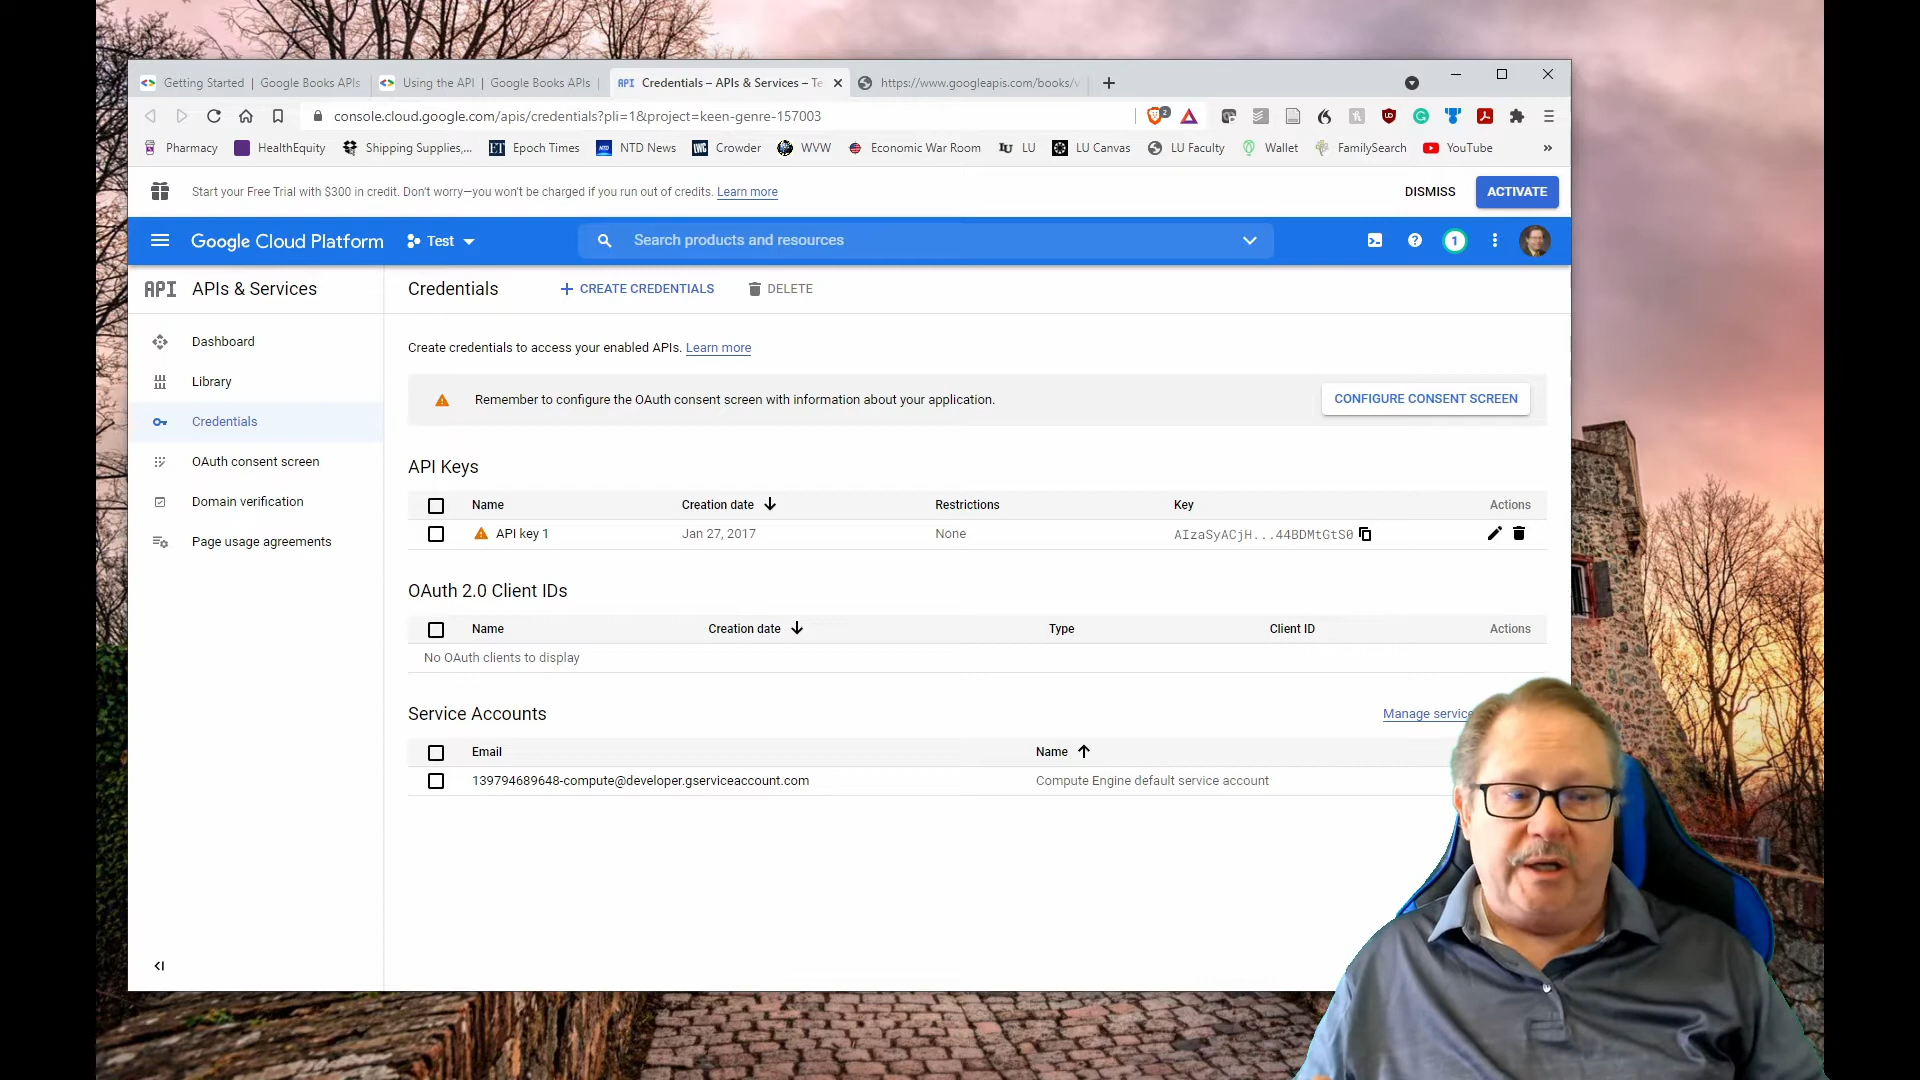 Getting Started | Google Books APIs
Using the API | Google Books APIs
API Credentials – APIs & Services – Te
https://www.googleapis.com/books/v
console.cloud.google.com/apis/credentials?pli=1&project=keen-genre-157003
2
Pharmacy
HealthEquity
Shipping Supplies,...
ET Epoch Times
NTD NTD News
IWC Crowder
WVW
Economic War Room
LU LU
LU Canvas
LU Faculty
Wallet
FamilySearch
YouTube
»
Start your Free Trial with $300 in credit. Don't worry—you won't be charged if you run out of credits. Learn more
DISMISS
ACTIVATE
Google Cloud Platform
Test
Search products and resources
1
API APIs & Services
Credentials
+ CREATE CREDENTIALS
DELETE
Dashboard
Library
Credentials
OAuth consent screen
Domain verification
Page usage agreements
Create credentials to access your enabled APIs. Learn more
Remember to configure the OAuth consent screen with information about your application.
CONFIGURE CONSENT SCREEN
API Keys
Name Creation date Restrictions Key Actions
API key 1 Jan 27, 2017 None AIzaSyACjH...44BDMtGtS0
OAuth 2.0 Client IDs
Name Creation date Type Client ID Actions
No OAuth clients to display
Service Accounts
Manage service
Email Name
139794689648-compute@developer.gserviceaccount.com Compute Engine default service account